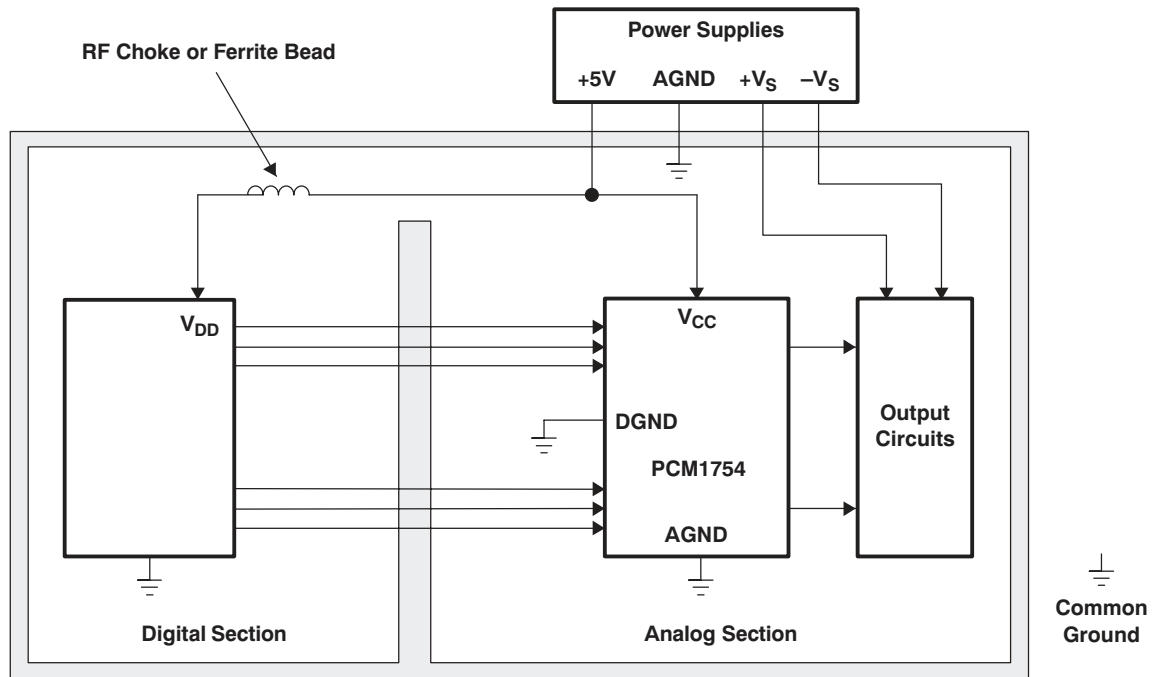 Power Supplies
RF Choke or Ferrite Bead
+5V AGND +VS –VS
VDD
VCC
DGND
Output
Circuits
PCM1754
AGND
Common
Ground
Digital Section
Analog Section